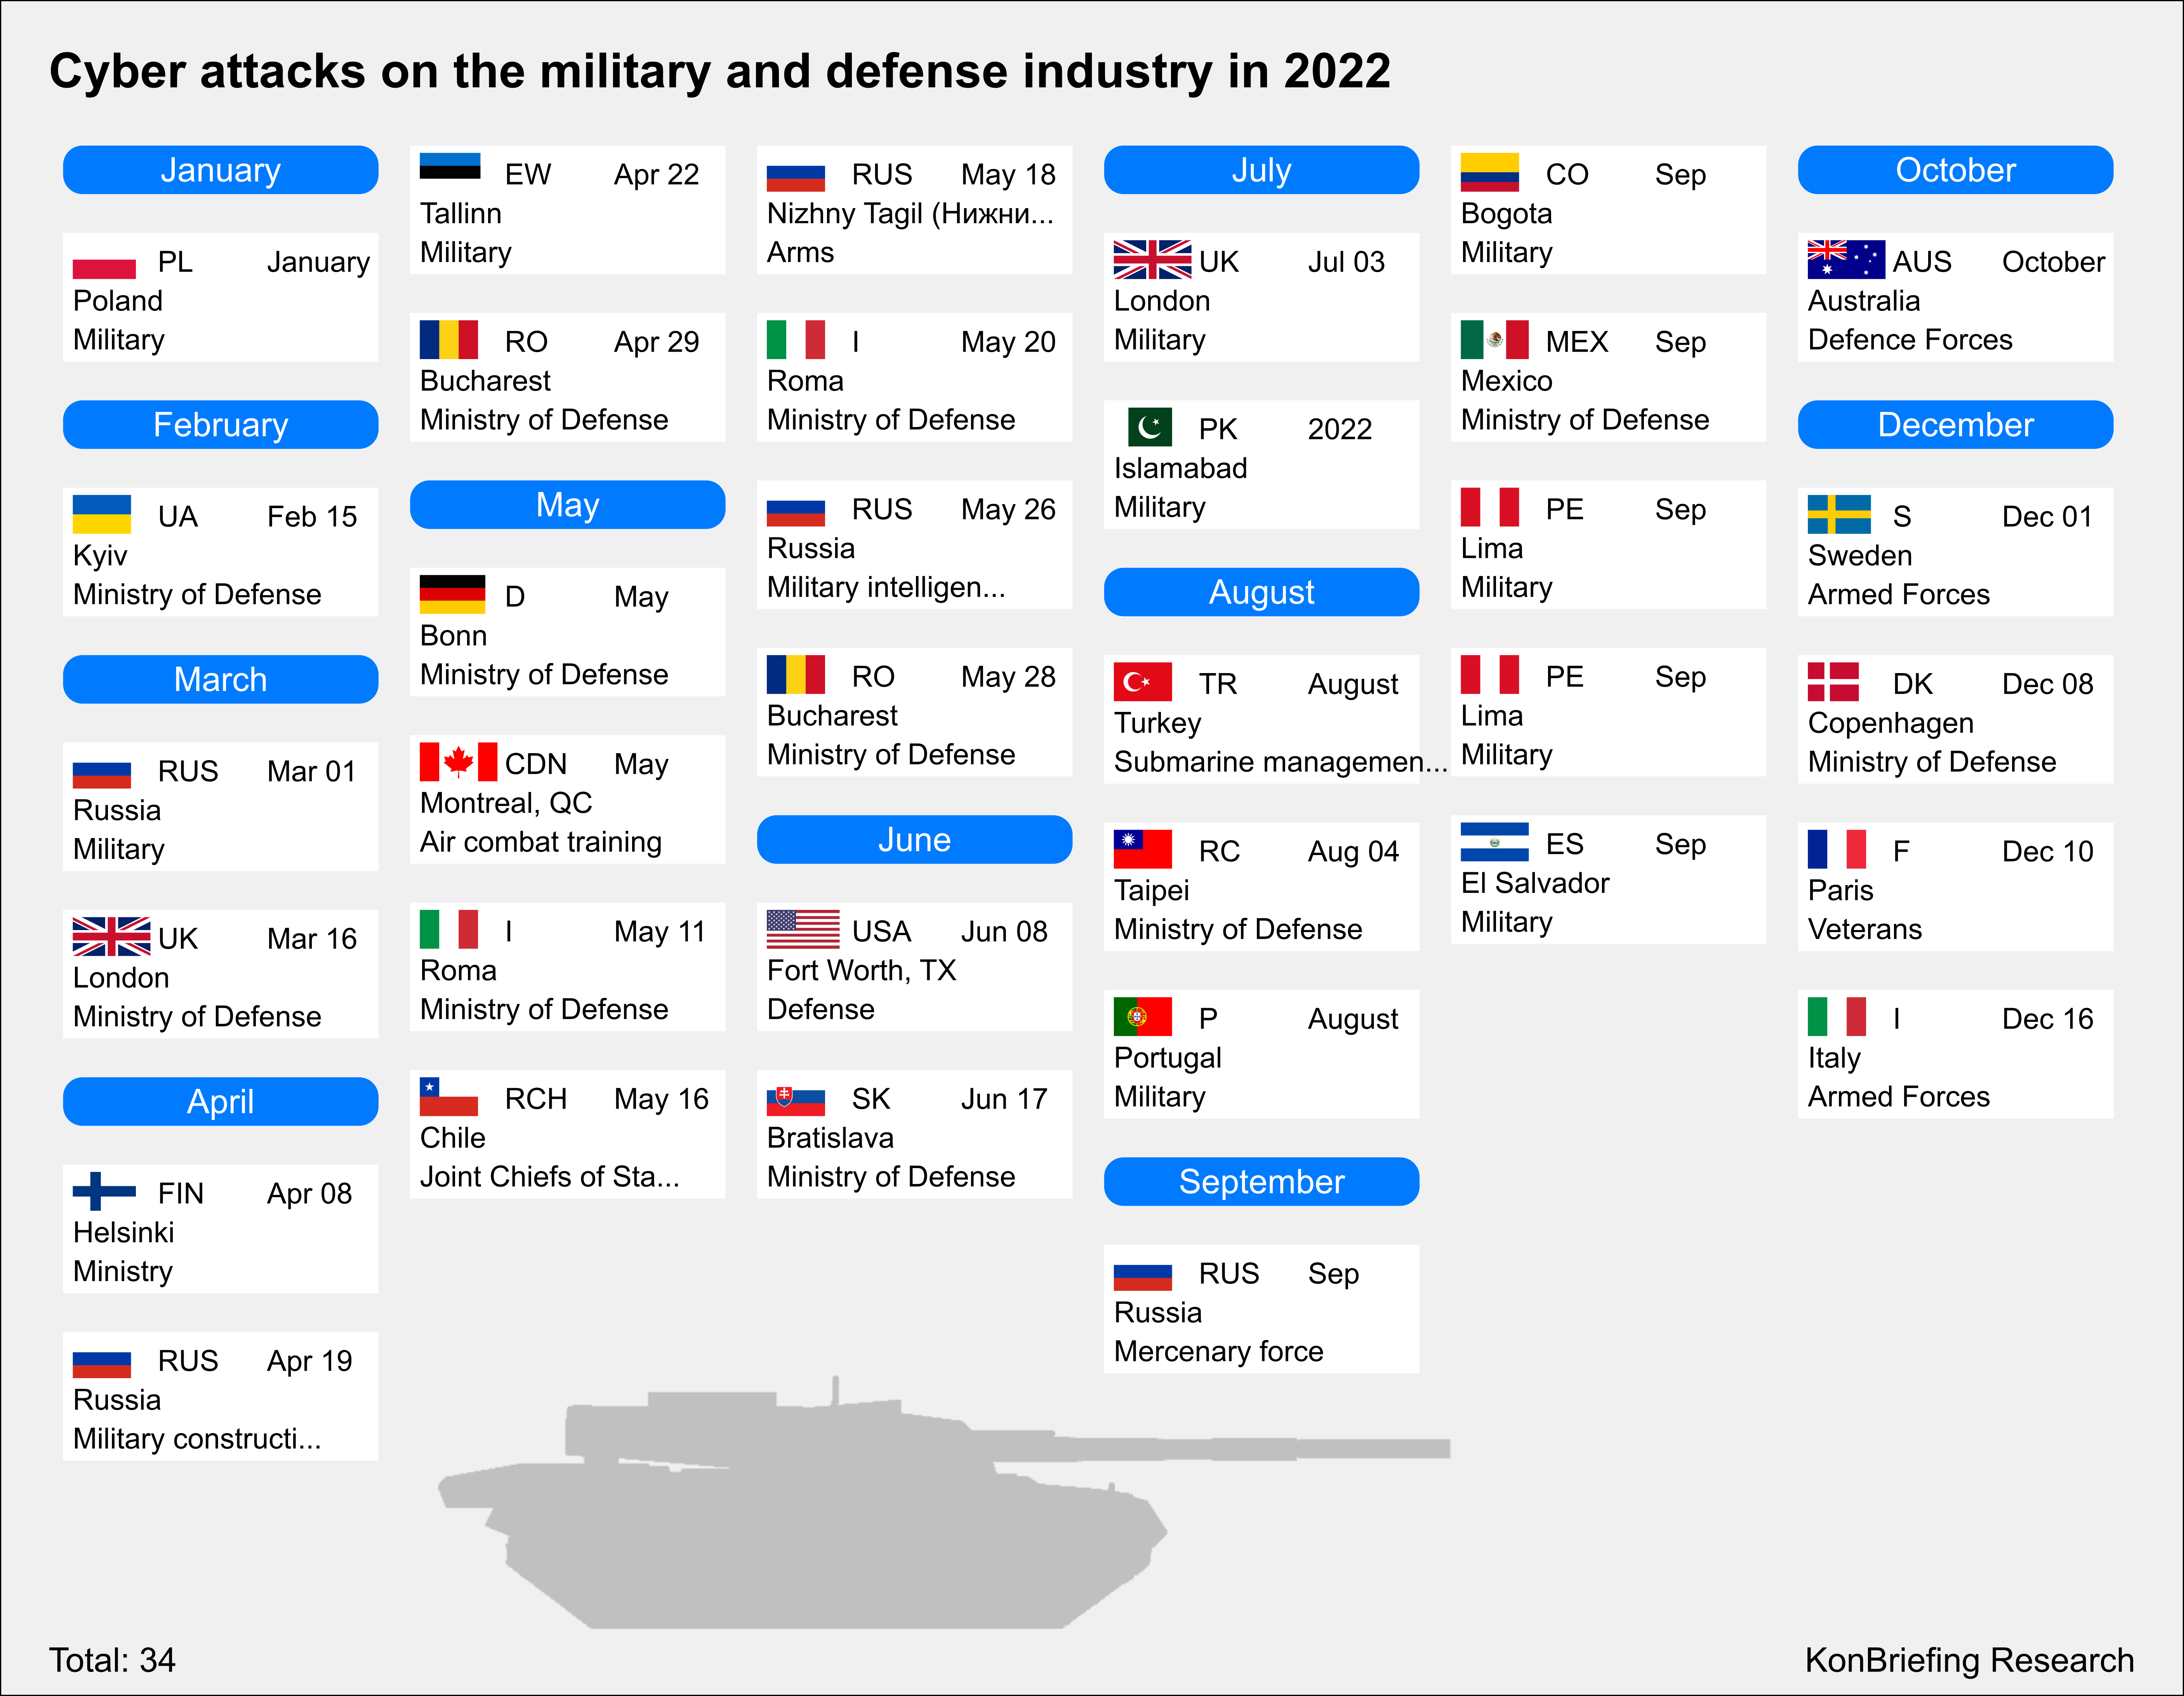 Cyber attacks on the military and defense industry in 2022
January
PL January
Poland
Military
February
UA Feb 15
Kyiv
Ministry of Defense
March
RUS Mar 01
Russia
Military
UK Mar 16
London
Ministry of Defense
April
FIN Apr 08
Helsinki
Ministry
RUS Apr 19
Russia
Military constructi...
EW Apr 22
Tallinn
Military
RO Apr 29
Bucharest
Ministry of Defense
May
D May
Bonn
Ministry of Defense
CDN May
Montreal, QC
Air combat training
I May 11
Roma
Ministry of Defense
RCH May 16
Chile
Joint Chiefs of Sta...
RUS May 18
Nizhny Tagil (Нижни...
Arms
I May 20
Roma
Ministry of Defense
RUS May 26
Russia
Military intelligen...
RO May 28
Bucharest
Ministry of Defense
June
USA Jun 08
Fort Worth, TX
Defense
SK Jun 17
Bratislava
Ministry of Defense
July
UK Jul 03
London
Military
PK 2022
Islamabad
Military
August
TR August
Turkey
Submarine managemen...
RC Aug 04
Taipei
Ministry of Defense
P August
Portugal
Military
September
RUS Sep
Russia
Mercenary force
CO Sep
Bogota
Military
MEX Sep
Mexico
Ministry of Defense
PE Sep
Lima
Military
PE Sep
Lima
Military
ES Sep
El Salvador
Military
October
AUS October
Australia
Defence Forces
December
S Dec 01
Sweden
Armed Forces
DK Dec 08
Copenhagen
Ministry of Defense
F Dec 10
Paris
Veterans
I Dec 16
Italy
Armed Forces
Total: 34
KonBriefing Research